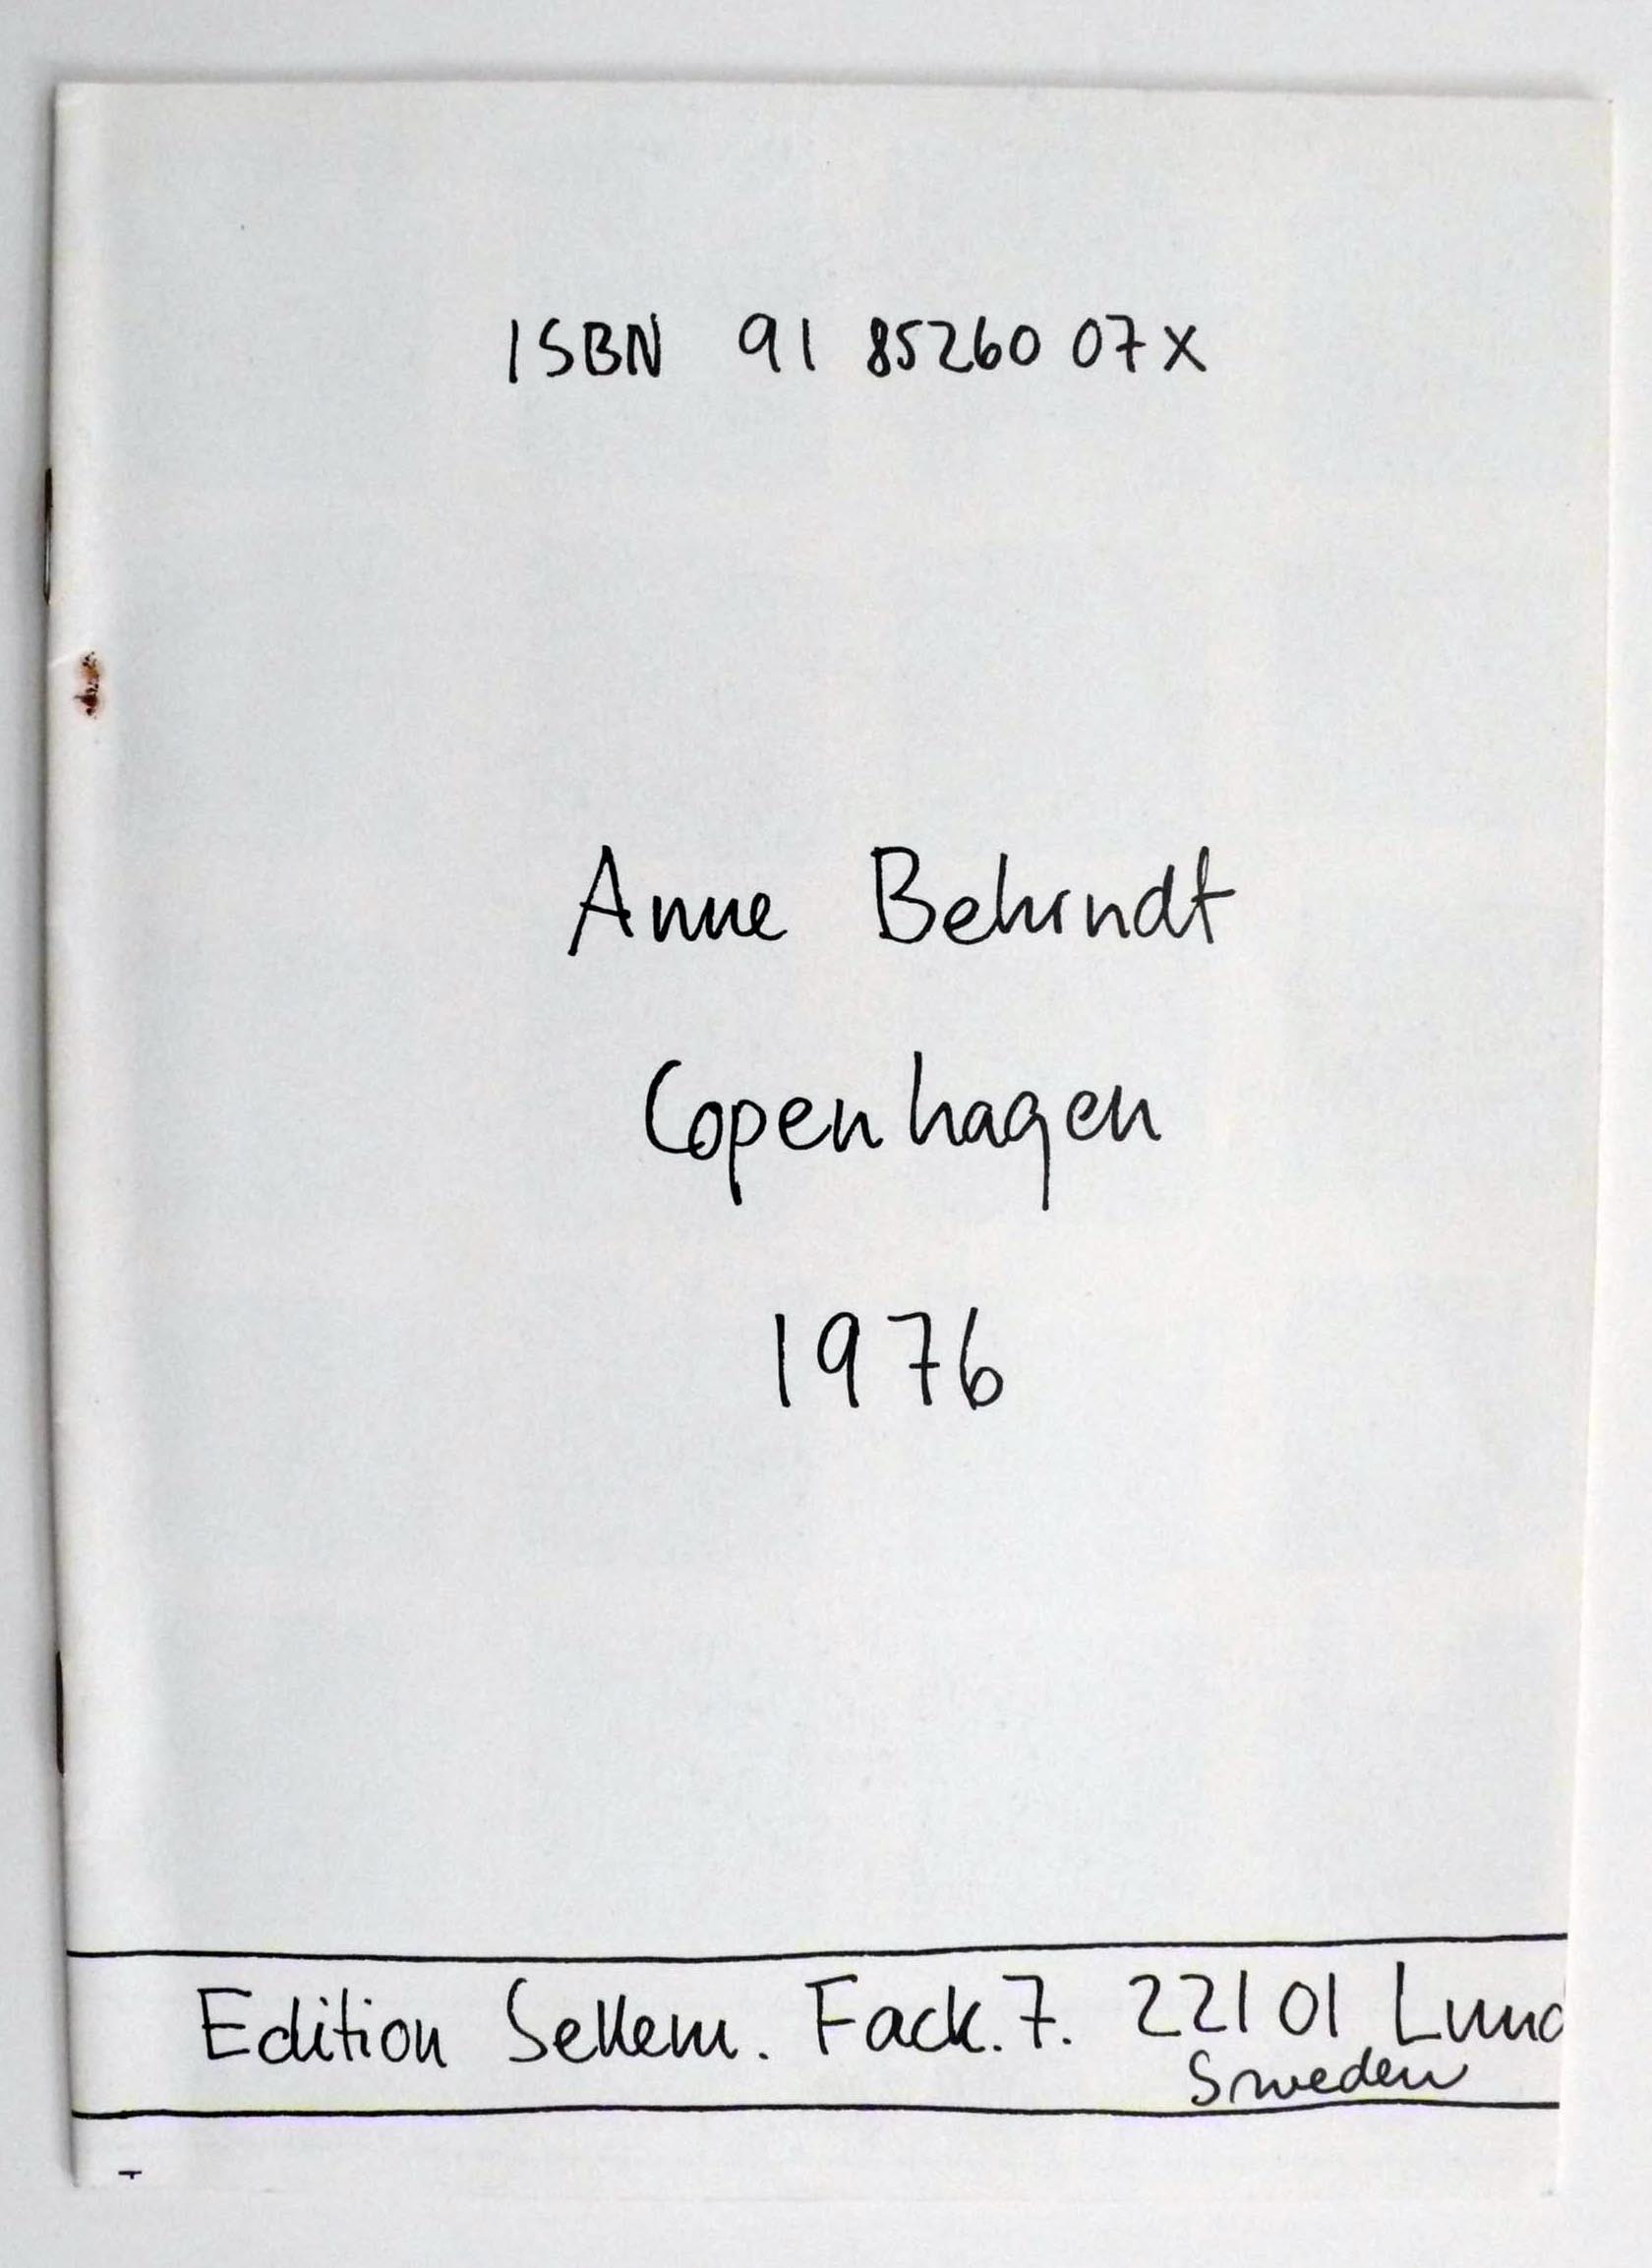 ISBN 91 85260 07X
Anne Behrndt
Copenhagen
1976
Edition Sellem. Fack.7. 22101 Lund
Sweden